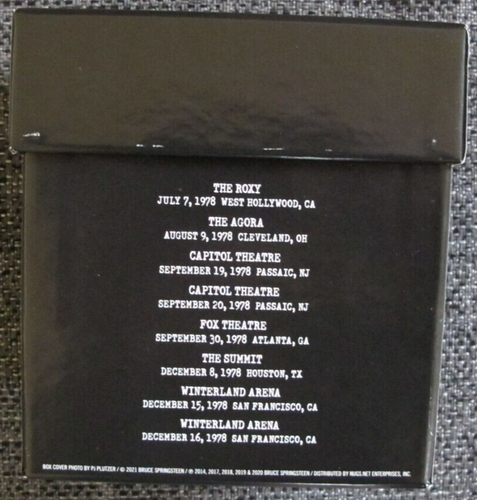 THE ROXY
JULY 7, 1978 WEST HOLLYWOOD, CA
THE AGORA
AUGUST 9, 1978 CLEVELAND, OH
CAPITOL THEATRE
SEPTEMBER 19, 1978 PASSAIC, NJ
CAPITOL THEATRE
SEPTEMBER 20, 1978 PASSAIC, NJ
FOX THEATRE
SEPTEMBER 30, 1978 ATLANTA, GA
THE SUMMIT
DECEMBER 8, 1978 HOUSTON, TX
WINTERLAND ARENA
DECEMBER 15, 1978 SAN FRANCISCO, CA
WINTERLAND ARENA
DECEMBER 16, 1978 SAN FRANCISCO, CA
BOX COVER PHOTO BY PJ PLUTZER / © 2021 BRUCE SPRINGSTEEN / ℗ 2014, 2017, 2018, 2019 & 2020 BRUCE SPRINGSTEEN / DISTRIBUTED BY NUGS.NET ENTERPRISES, INC.